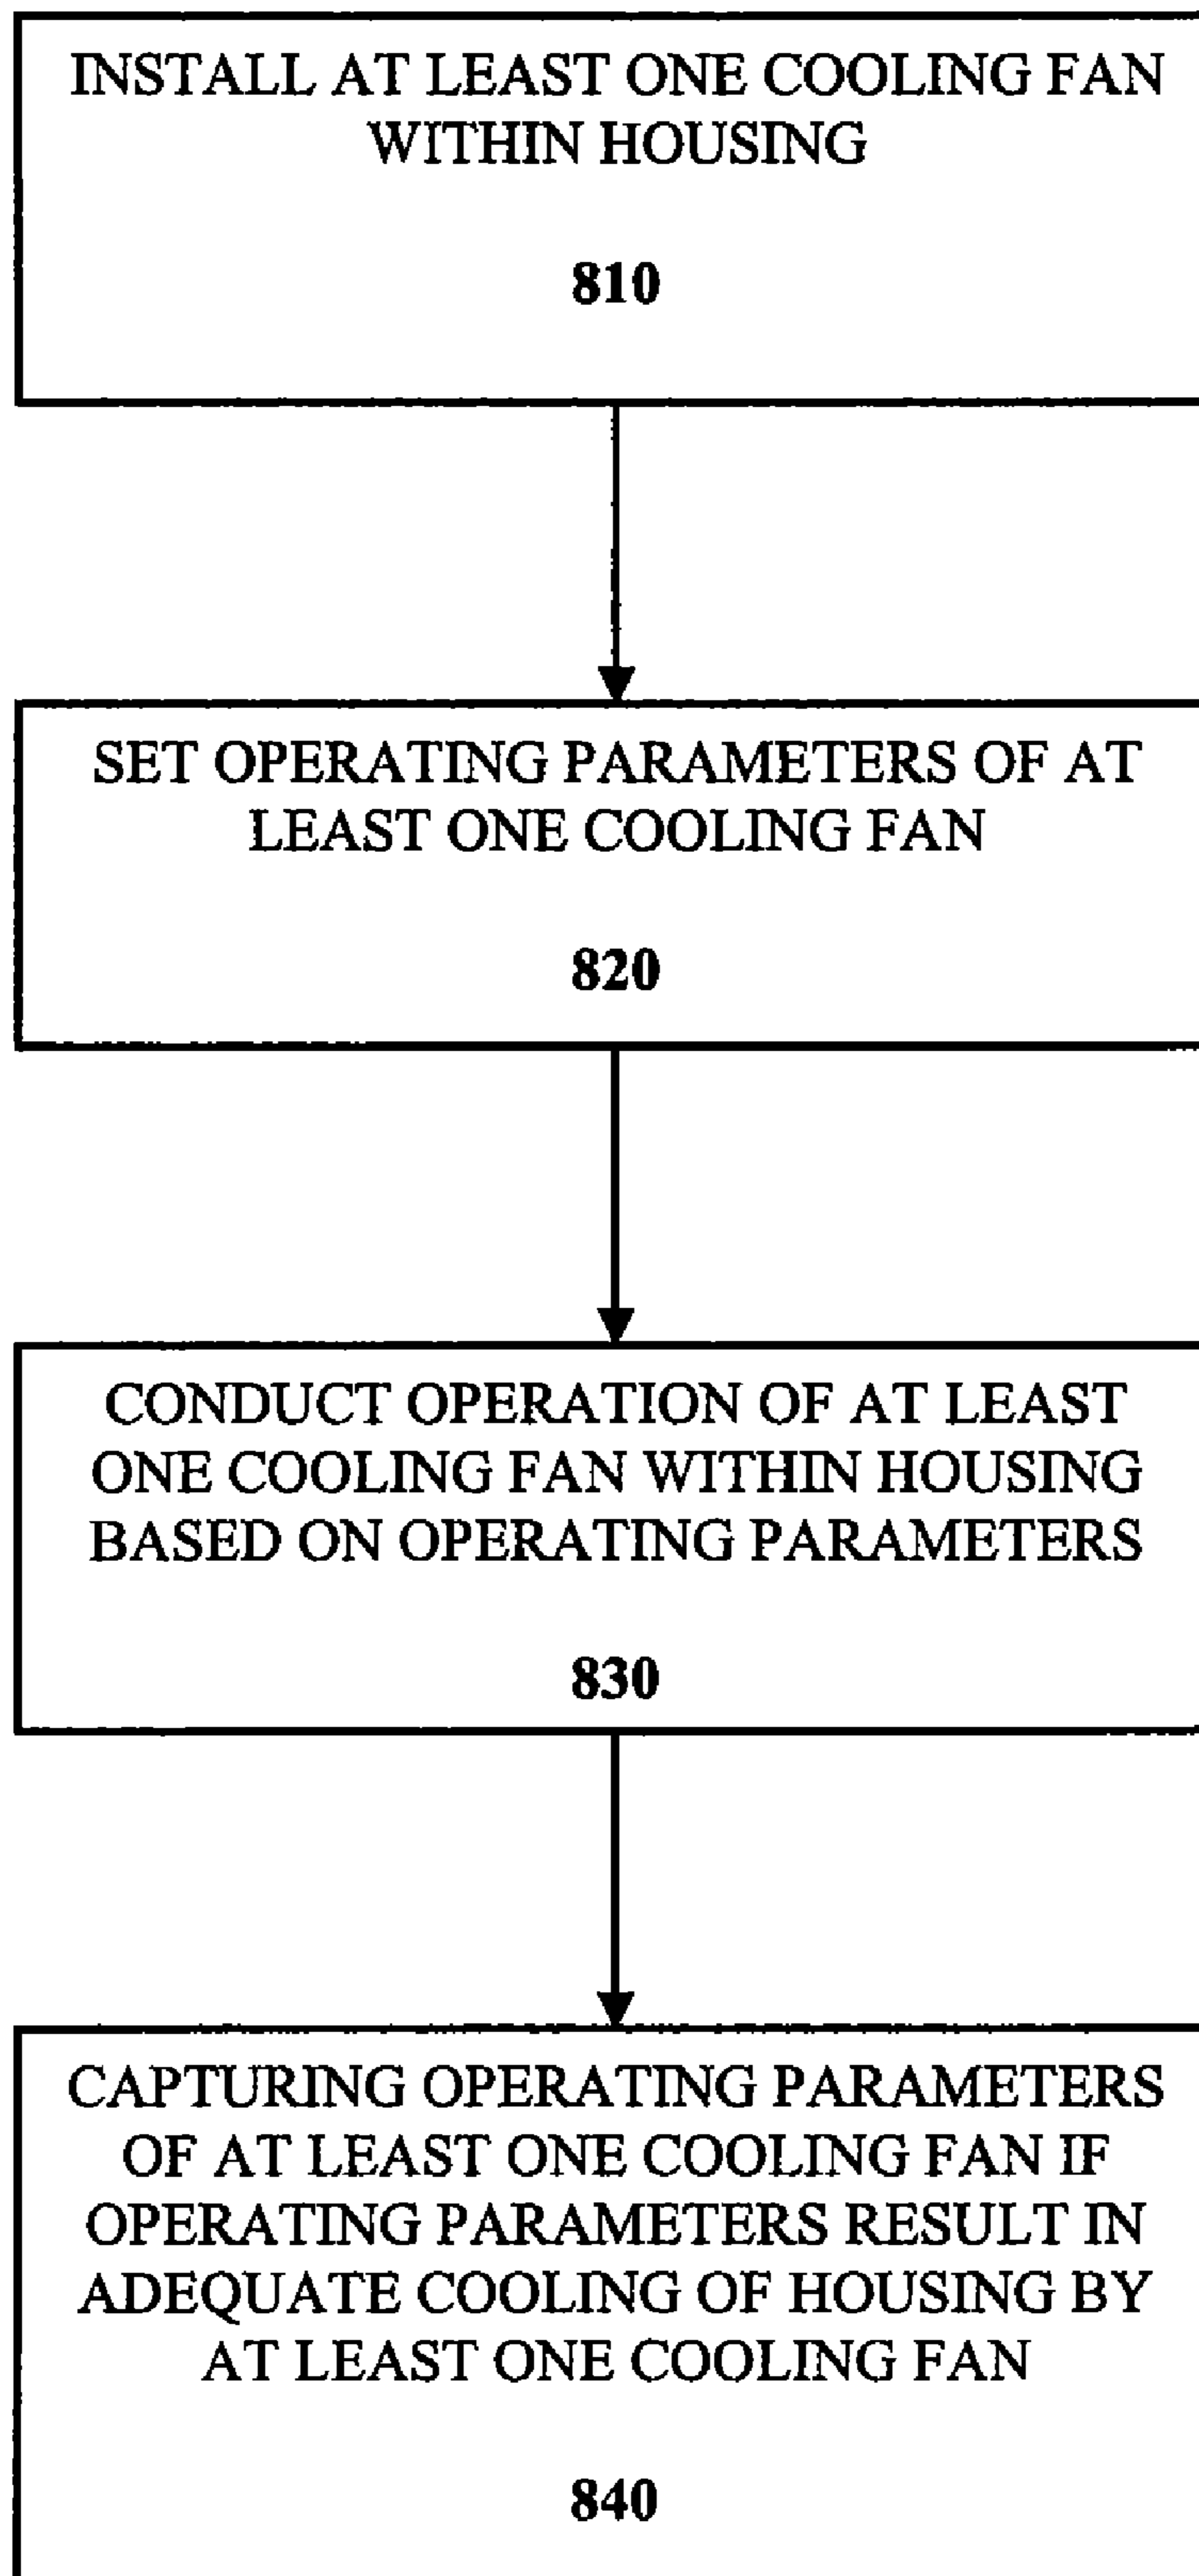 INSTALL AT LEAST ONE COOLING FAN
WITHIN HOUSING
810
SET OPERATING PARAMETERS OF AT
LEAST ONE COOLING FAN
820
CONDUCT OPERATION OF AT LEAST
ONE COOLING FAN WITHIN HOUSING
BASED ON OPERATING PARAMETERS
830
CAPTURING OPERATING PARAMETERS
OF AT LEAST ONE COOLING FAN IF
OPERATING PARAMETERS RESULT IN
ADEQUATE COOLING OF HOUSING BY
AT LEAST ONE COOLING FAN
840